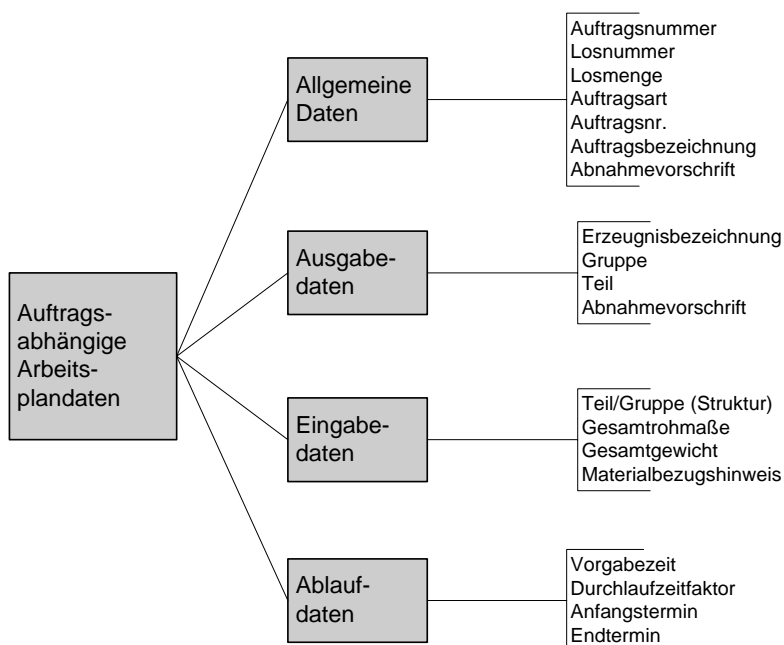 Auftrags-
abhängige
Arbeits-
plandaten
Allgemeine
Daten
Auftragsnummer
Losnummer
Losmenge
Auftragsart
Auftragsnr.
Auftragsbezeichnung
Abnahmevorschrift
Ausgabe-
daten
Erzeugnisbezeichnung
Gruppe
Teil
Abnahmevorschrift
Eingabe-
daten
Teil/Gruppe (Struktur)
Gesamtrohmaße
Gesamtgewicht
Materialbezugshinweis
Ablauf-
daten
Vorgabezeit
Durchlaufzeitfaktor
Anfangstermin
Endtermin